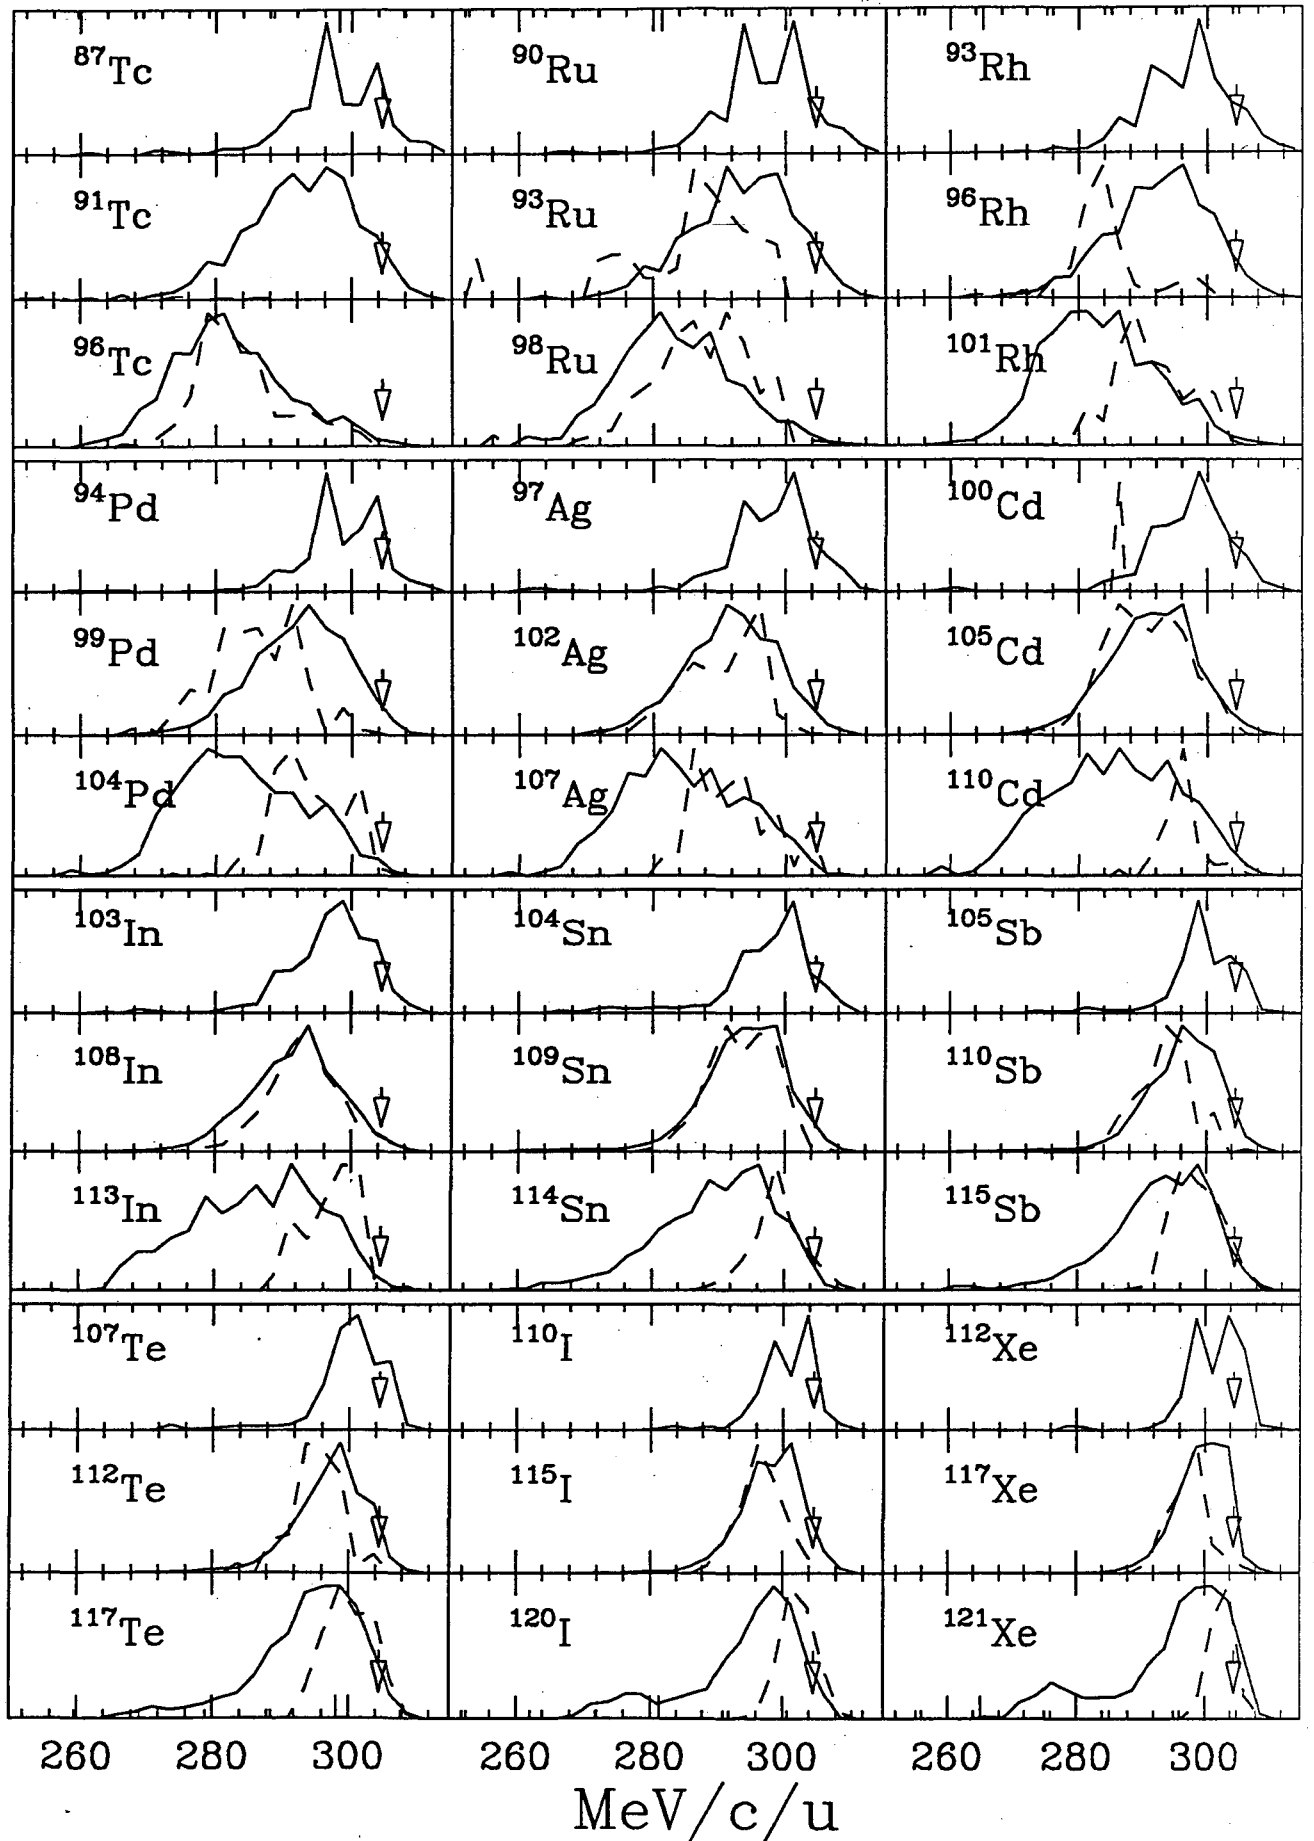 ⁸⁷Tc ⁹⁰Ru ⁹³Rh
⁹¹Tc ⁹³Ru ⁹⁶Rh
⁹⁶Tc ⁹⁸Ru ¹⁰¹Rh
⁹⁴Pd ⁹⁷Ag ¹⁰⁰Cd
⁹⁹Pd ¹⁰²Ag ¹⁰⁵Cd
¹⁰⁴Pd ¹⁰⁷Ag ¹¹⁰Cd
¹⁰³In ¹⁰⁴Sn ¹⁰⁵Sb
¹⁰⁸In ¹⁰⁹Sn ¹¹⁰Sb
¹¹³In ¹¹⁴Sn ¹¹⁵Sb
¹⁰⁷Te ¹¹⁰I ¹¹²Xe
¹¹²Te ¹¹⁵I ¹¹⁷Xe
¹¹⁷Te ¹²⁰I ¹²¹Xe
260 280 300 260 280 300 260 280 300
MeV/c/u